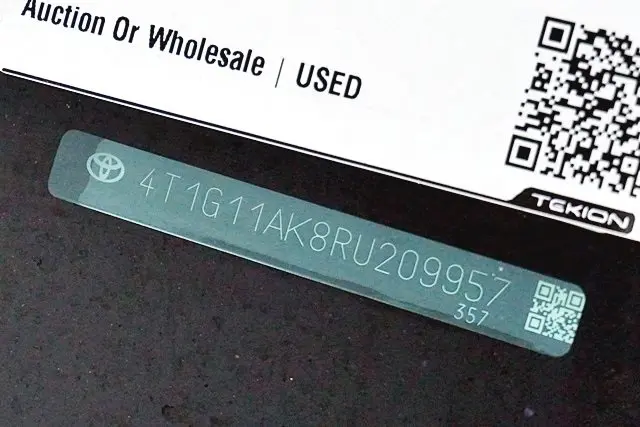 Auction Or Wholesale | USED
TEKION
4T1G11AK8RU209957
357